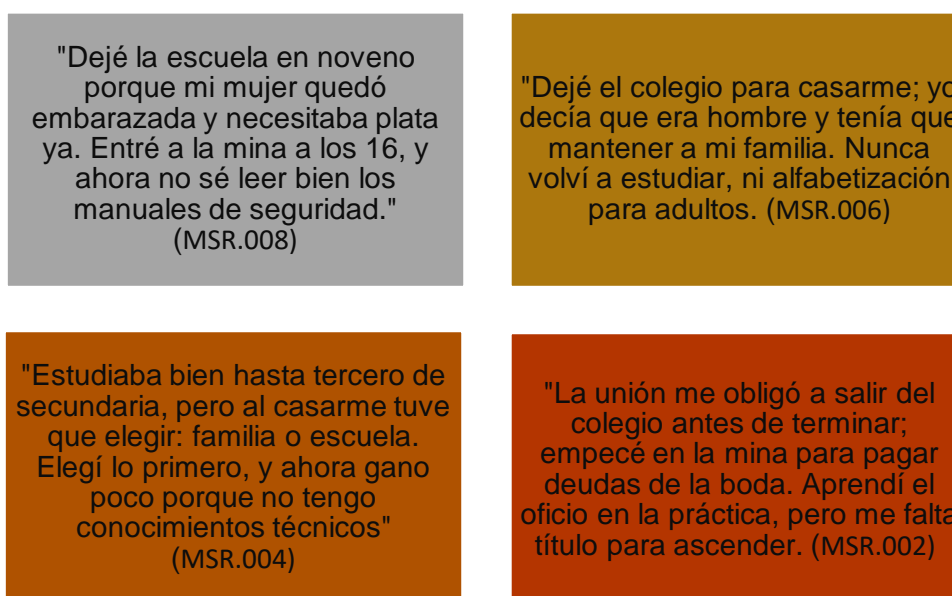 "Dejé la escuela en noveno
porque mi mujer quedó
embarazada y necesitaba plata
ya. Entré a la mina a los 16, y
ahora no sé leer bien los
manuales de seguridad."
(MSR.008)
"Dejé el colegio para casarme; yo
decía que era hombre y tenía que
mantener a mi familia. Nunca
volví a estudiar, ni alfabetización
para adultos. (MSR.006)
"Estudiaba bien hasta tercero de
secundaria, pero al casarme tuve
que elegir: familia o escuela.
Elegí lo primero, y ahora gano
poco porque no tengo
conocimientos técnicos"
(MSR.004)
"La unión me obligó a salir del
colegio antes de terminar;
empecé en la mina para pagar
deudas de la boda. Aprendí el
oficio en la práctica, pero me falta
título para ascender. (MSR.002)